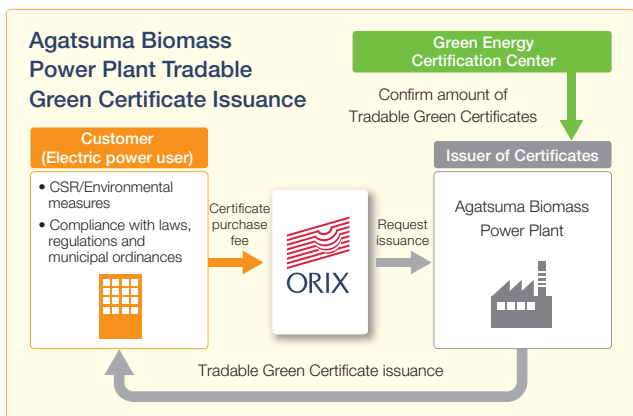 Agatsuma Biomass
Power Plant Tradable
Green Certificate Issuance
Green Energy
Certification Center
Confirm amount of
Tradable Green Certificates
Customer
(Electric power user)
• CSR/Environmental
measures
• Compliance with laws,
regulations and
municipal ordinances
Certificate
purchase
fee
ORIX
Request
issuance
Issuer of Certificates
Agatsuma Biomass
Power Plant
Tradable Green Certificate issuance